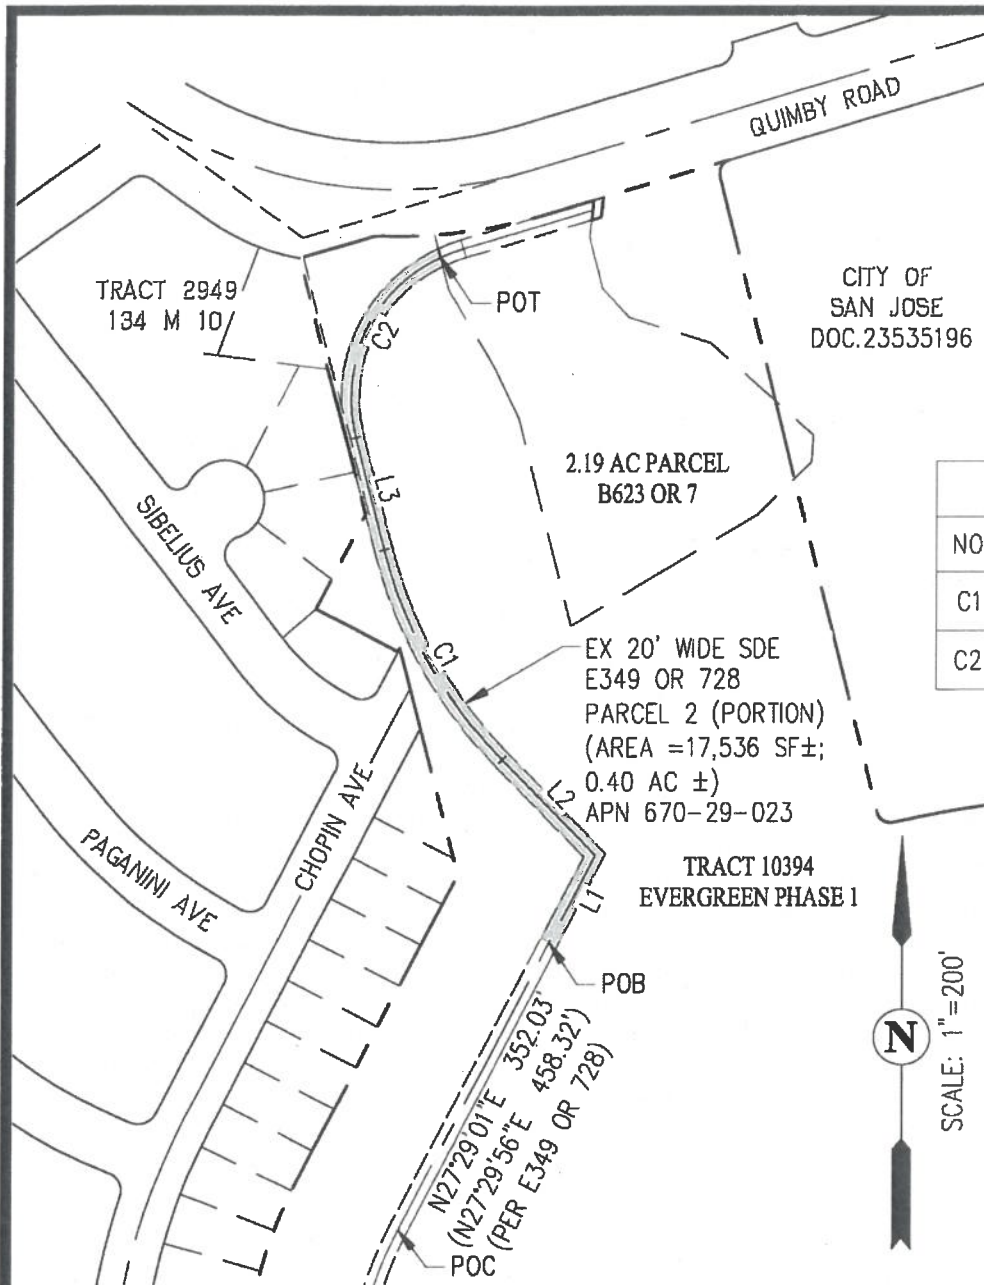 QUIMBY ROAD
TRACT 2949
134 M 10
POT
C2
CITY OF
SAN JOSE
DOC.23535196
2.19 AC PARCEL
B623 OR 7
L3
SIBELIUS AVE
NO
C1
C2
C1
EX 20' WIDE SDE
E349 OR 728
PARCEL 2 (PORTION)
(AREA =17,536 SF±;
0.40 AC ±)
APN 670-29-023
L2
CHOPIN AVE
PAGANINI AVE
TRACT 10394
EVERGREEN PHASE 1
L1
POB
N27°29'01"E 352.03'
(N27°29'56"E 458.32')
(PER E349 OR 728)
POC
N
SCALE: 1"=200'